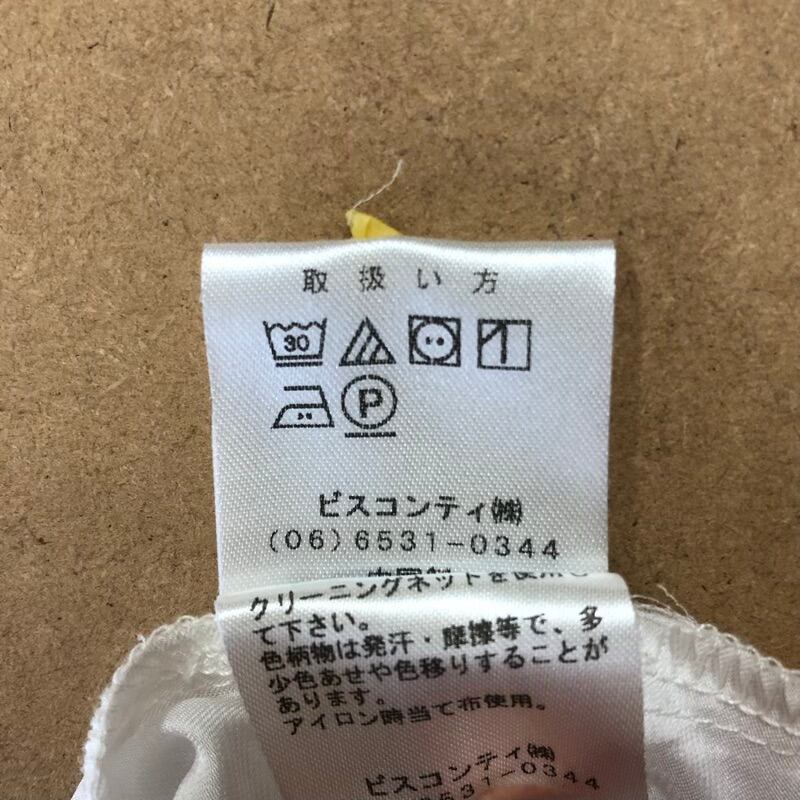 取扱い方
30
P
ビスコンティ㈱
(06)6531-0344
クリーニングネットを使用し
て下さい。
色柄物は発汗・摩擦等で、多
少色あせや色移りすることが
あります。
アイロン時当て布使用。
ビスコンティ㈱
6531-0344